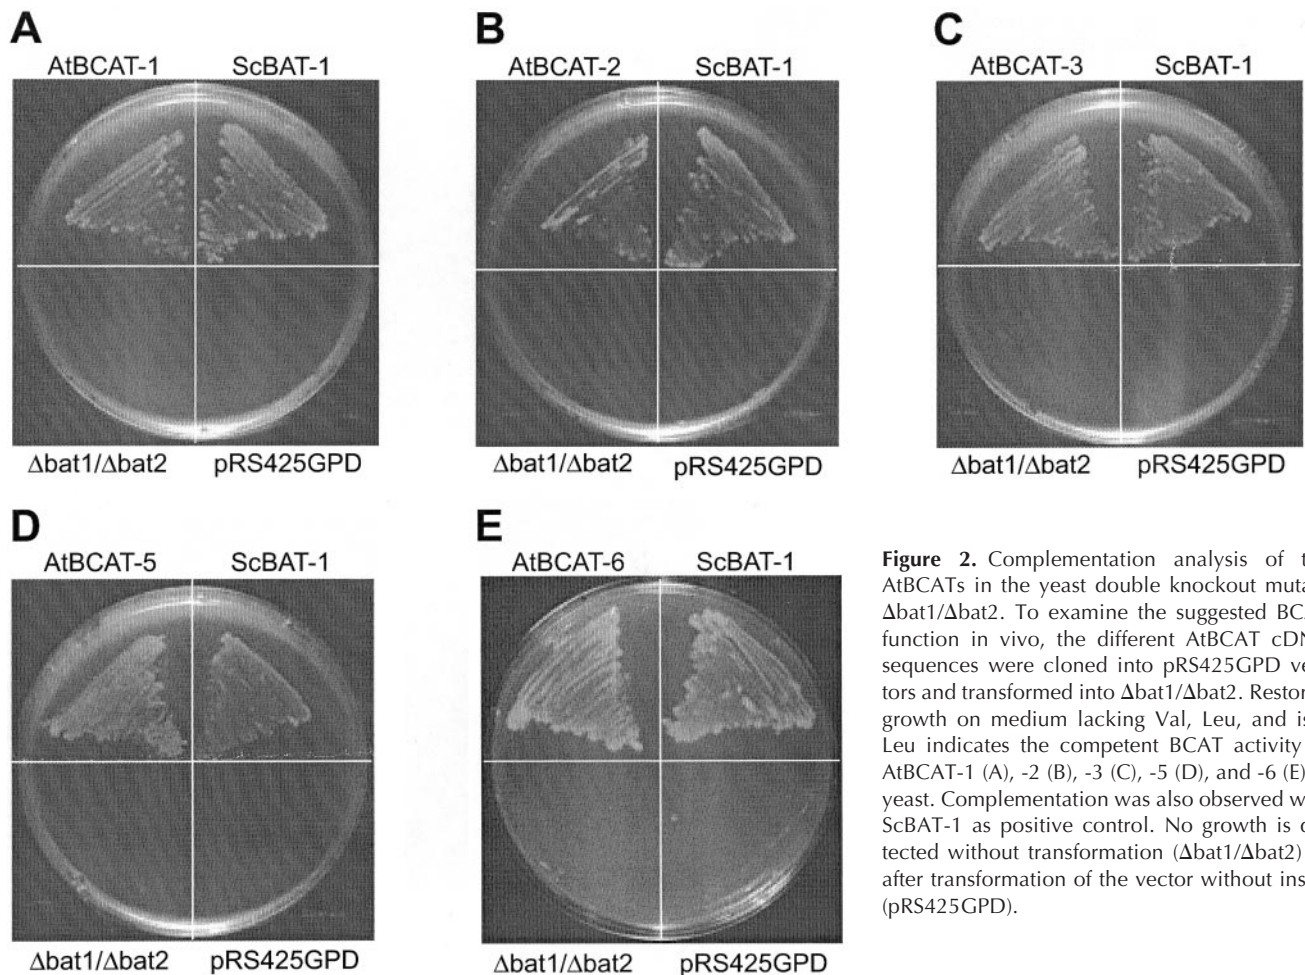 A
AtBCAT-1 ScBAT-1
Δbat1/Δbat2 pRS425GPD
B
AtBCAT-2 ScBAT-1
Δbat1/Δbat2 pRS425GPD
C
AtBCAT-3 ScBAT-1
Δbat1/Δbat2 pRS425GPD
D
AtBCAT-5 ScBAT-1
Δbat1/Δbat2 pRS425GPD
E
AtBCAT-6 ScBAT-1
Δbat1/Δbat2 pRS425GPD
Figure 2. Complementation analysis of t
AtBCATs in the yeast double knockout muta
Δbat1/Δbat2. To examine the suggested BCA
function in vivo, the different AtBCAT cDN
sequences were cloned into pRS425GPD ve
tors and transformed into Δbat1/Δbat2. Restor
growth on medium lacking Val, Leu, and is
Leu indicates the competent BCAT activity
AtBCAT-1 (A), -2 (B), -3 (C), -5 (D), and -6 (E)
yeast. Complementation was also observed w
ScBAT-1 as positive control. No growth is d
tected without transformation (Δbat1/Δbat2)
after transformation of the vector without ins
(pRS425GPD).